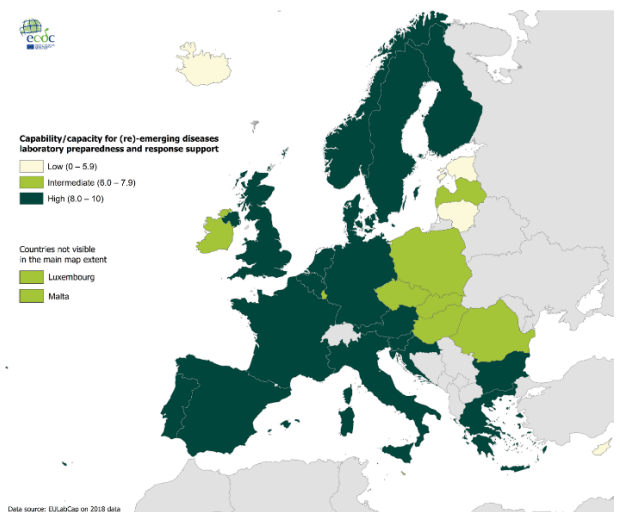 ecdc
Capability/capacity for (re)-emerging diseases
laboratory preparedness and response support
Low (0 – 5.9)
Intermediate (6.0 – 7.9)
High (8.0 – 10)
Countries not visible
in the main map extent
Luxembourg
Malta
Data source: EULabCap on 2018 data